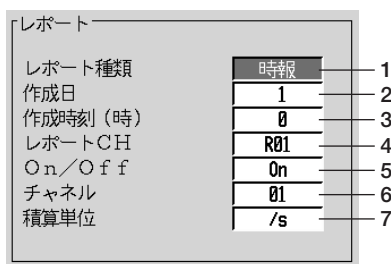 レポート
レポート種類 時報 1
作成日 1 2
作成時刻（時） 0 3
レポートCH R01 4
On／Off On 5
チャネル 01 6
積算単位 /s 7